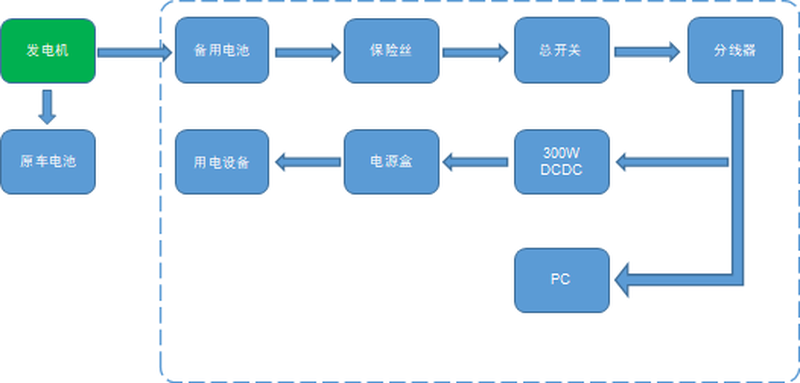 发电机
备用电池
保险丝
总开关
分线器
原车电池
用电设备
电源盒
300W
DCDC
PC